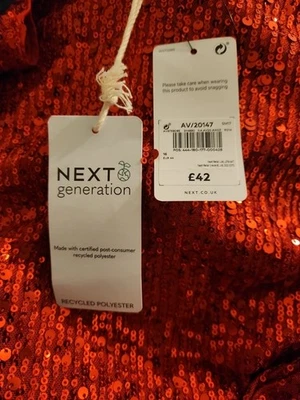 Please take care when wearing
this product to avoid snagging
AV/20147
£42
NEXT.CO.UK
NEXT
generation
Made with certified post-consumer
recycled polyester
RECYCLED POLYESTER